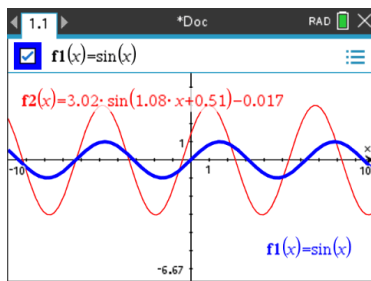 1.1 *Doc RAD
f1(x)=sin(x)
f2(x)=3.02·sin(1.08·x+0.51)−0.017
1
x
-10 1 10
f1(x)=sin(x)
-6.67